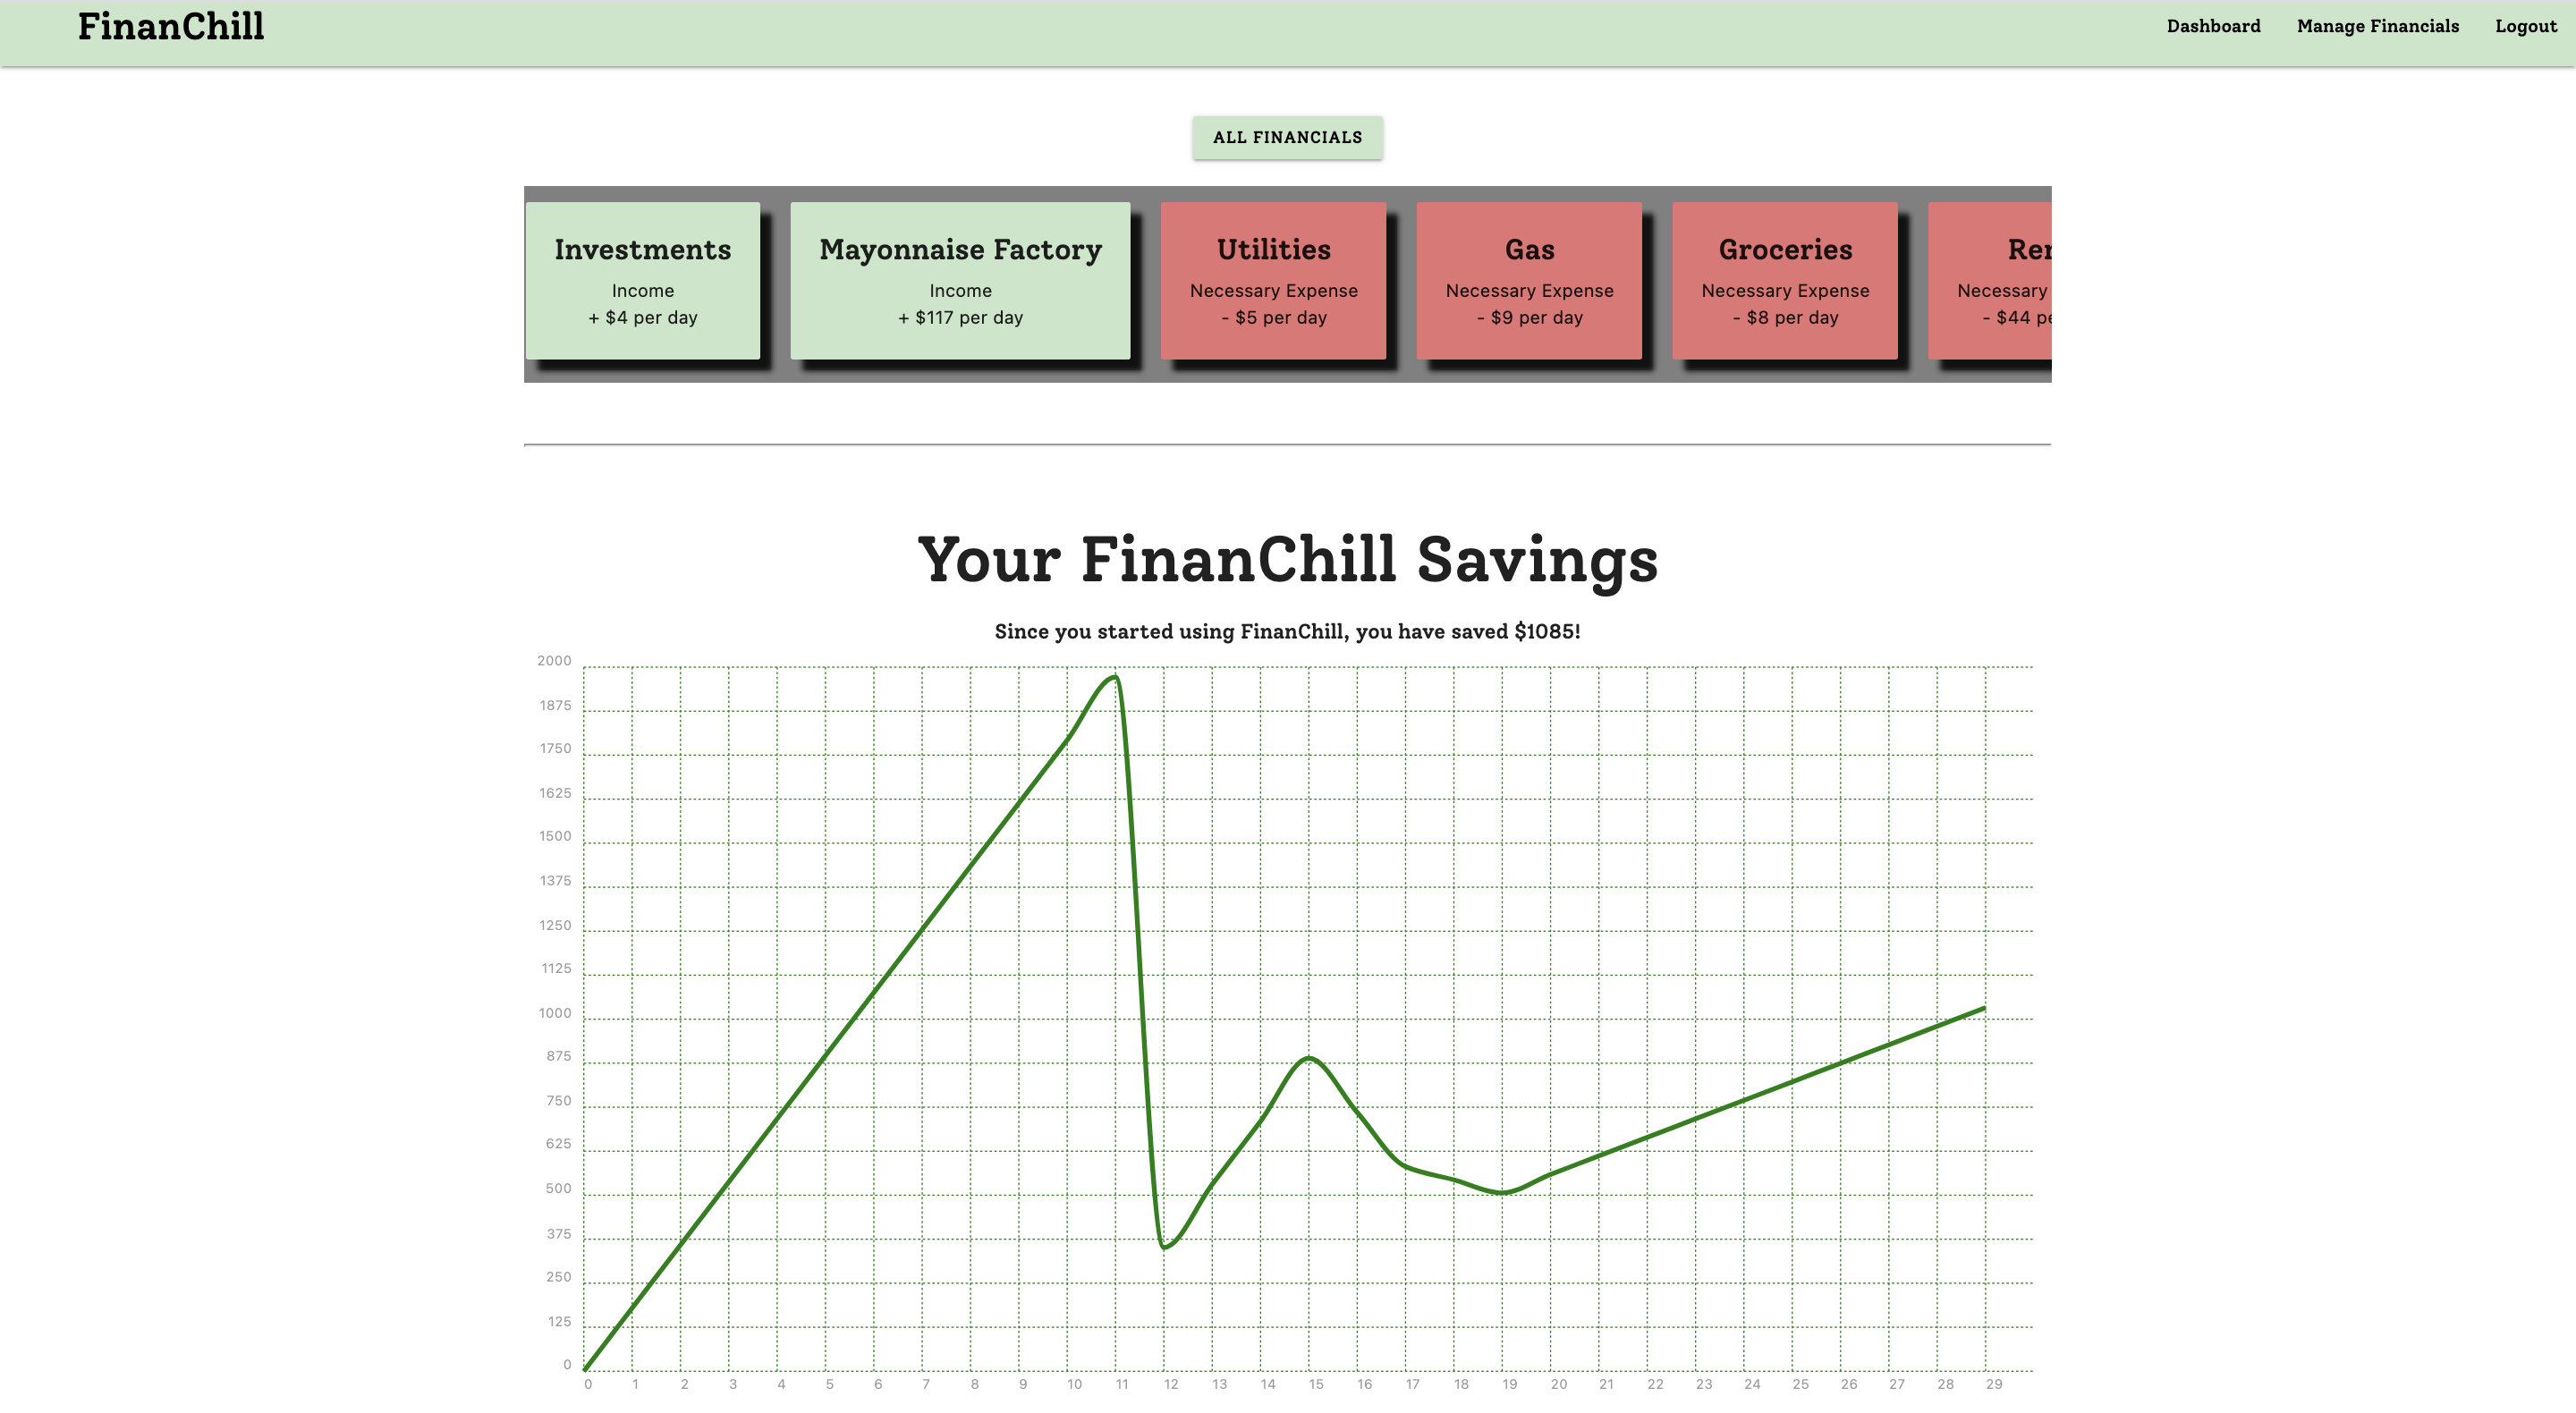 FinanChill
Dashboard Manage Financials Logout
ALL FINANCIALS
Investments
Income
+ $4 per day
Mayonnaise Factory
Income
+ $117 per day
Utilities
Necessary Expense
- $5 per day
Gas
Necessary Expense
- $9 per day
Groceries
Necessary Expense
- $8 per day
Necessary
- $44
Your FinanChill Savings
Since you started using FinanChill, you have saved $1085!
2000
1875
1750
1625
1500
1375
1250
1125
1000
875
750
625
500
375
250
125
0
0 1 2 3 4 5 6 7 8 9 10 11 12 13 14 15 16 17 18 19 20 21 22 23 24 25 26 27 28 29